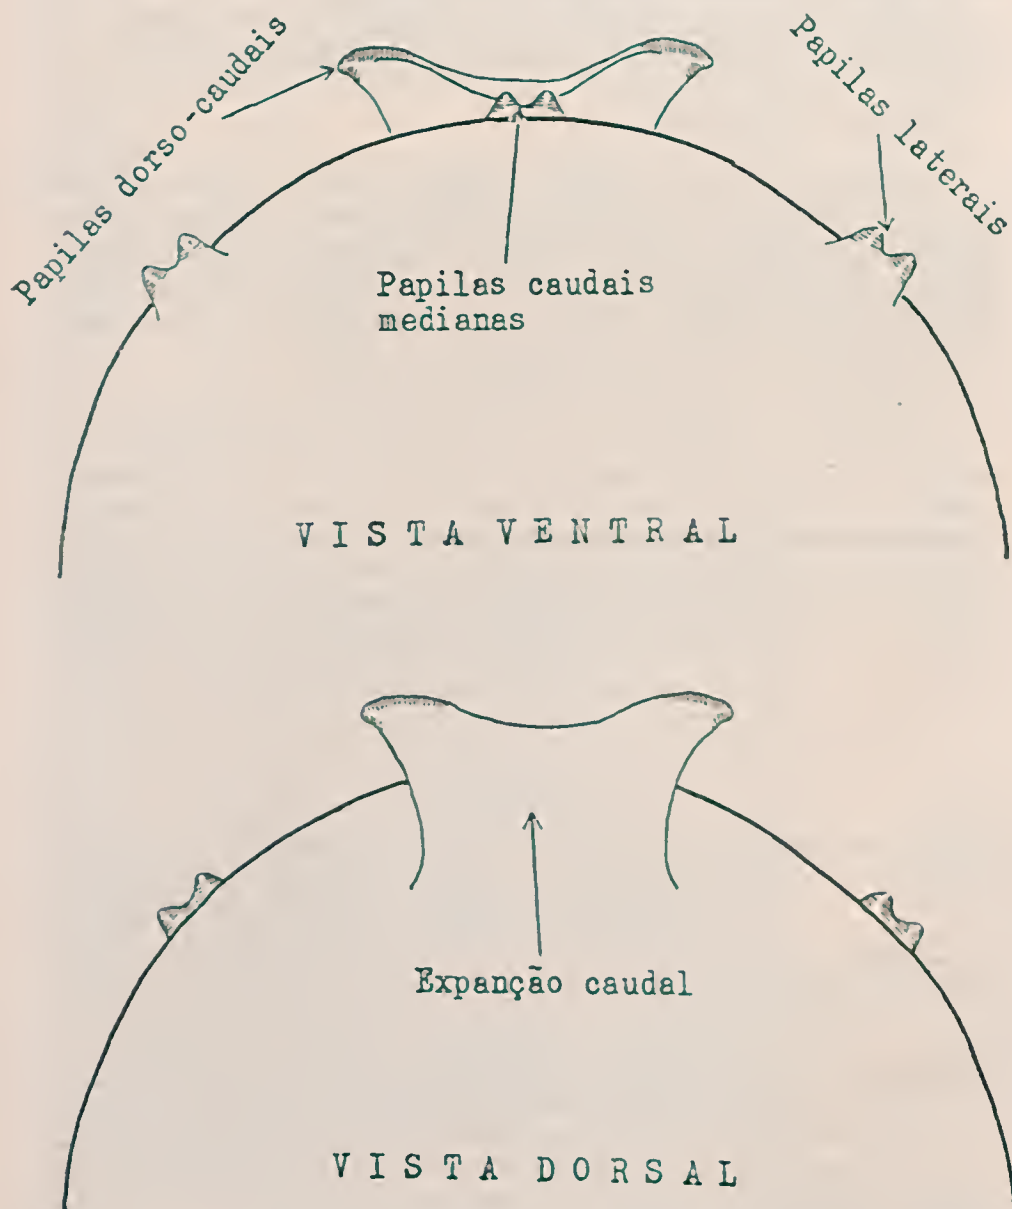 Papilas dorso-caudais
Papilas laterais
Papilas caudais
medianas
VISTA VENTRAL
Expanção caudal
VISTA DORSAL